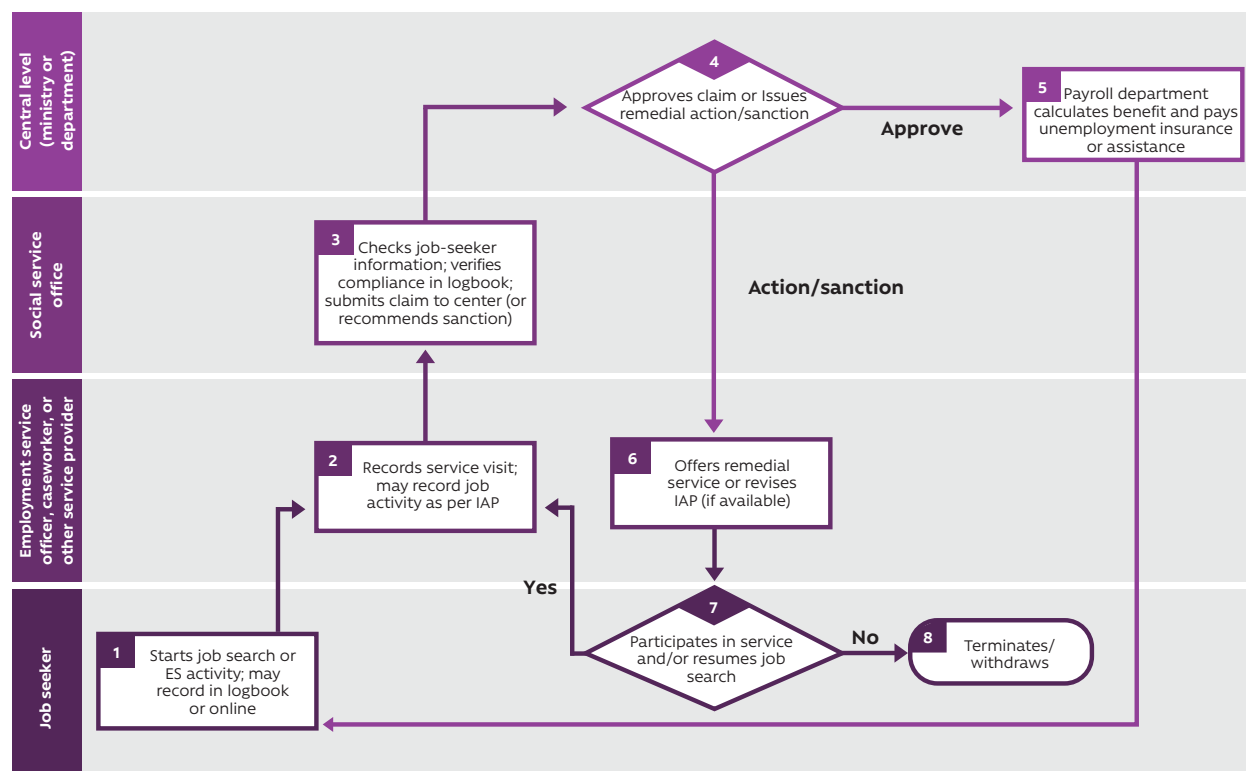 Central level
(ministry or
department)
4
Approves claim or Issues
remedial action/sanction
Approve
5
Payroll department
calculates benefit and pays
unemployment insurance
or assistance
Social service
office
3
Checks job-seeker
information; verifies
compliance in logbook;
submits claim to center (or
recommends sanction)
Action/sanction
Employment service
officer, caseworker, or
other service provider
2
Records service visit;
may record job
activity as per IAP
6
Offers remedial
service or revises
IAP (if available)
Yes
Job seeker
1
Starts job search or
ES activity; may
record in logbook
or online
7
Participates in service
and/or resumes job
search
No
8
Terminates/
withdraws